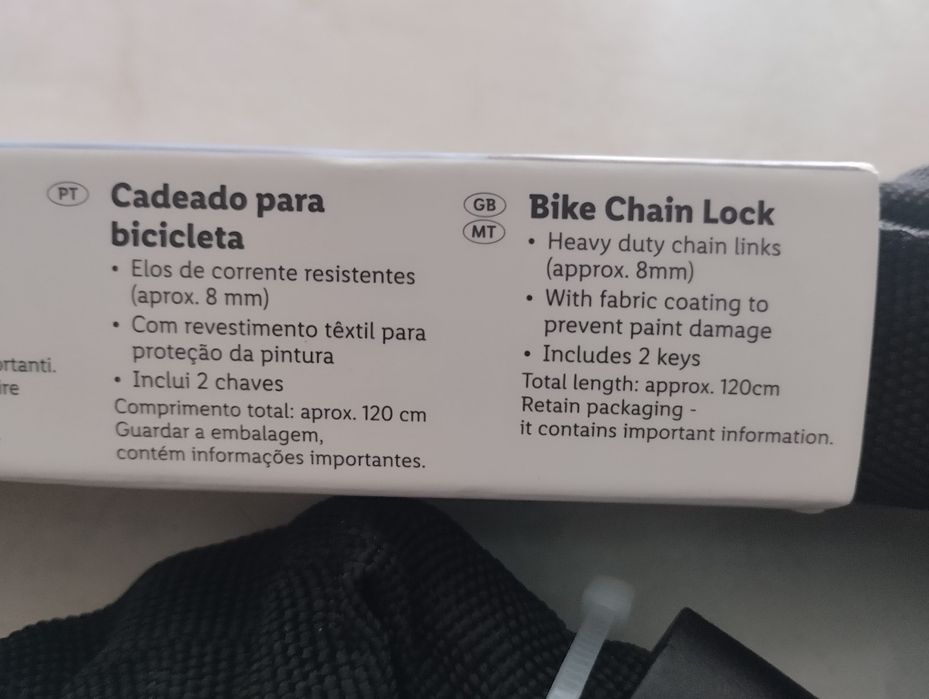 rtanti.
ire
PT
Cadeado para
bicicleta
• Elos de corrente resistentes
(aprox. 8 mm)
• Com revestimento têxtil para
proteção da pintura
• Inclui 2 chaves
Comprimento total: aprox. 120 cm
Guardar a embalagem,
contém informações importantes.
GB
MT
Bike Chain Lock
• Heavy duty chain links
(approx. 8mm)
• With fabric coating to
prevent paint damage
• Includes 2 keys
Total length: approx. 120cm
Retain packaging -
it contains important information.